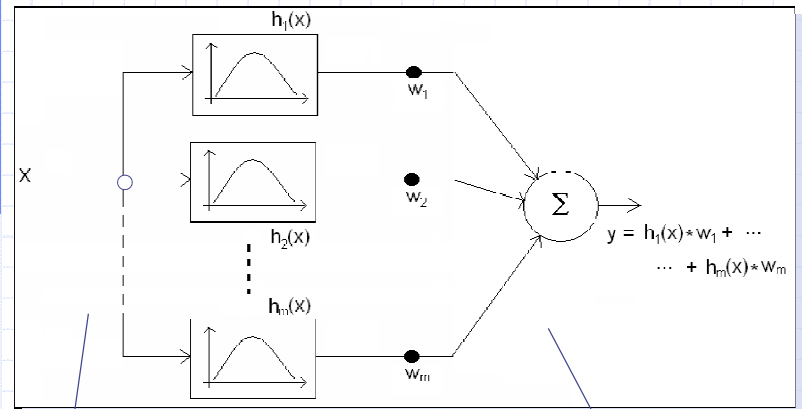 h₁(x)
w₁
X
w₂
Σ
h₂(x)
y = h₁(x)*w₁ + ...
... + hₘ(x)*wₘ
hₘ(x)
wₘ